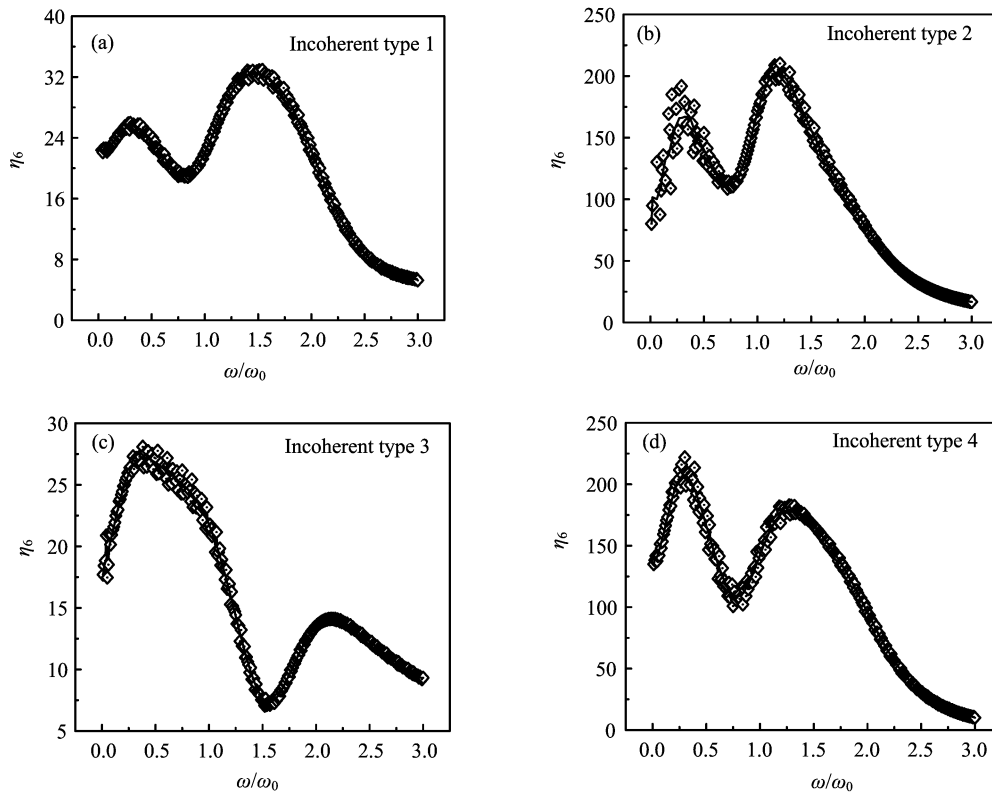 (a)
Incoherent type 1
40
32
24
16
8
0
η6
0.0 0.5 1.0 1.5 2.0 2.5 3.0
ω/ω0
(b)
Incoherent type 2
250
200
150
100
50
0
η6
0.0 0.5 1.0 1.5 2.0 2.5 3.0
ω/ω0
(c)
Incoherent type 3
30
25
20
15
10
5
η6
0.0 0.5 1.0 1.5 2.0 2.5 3.0
ω/ω0
(d)
Incoherent type 4
250
200
150
100
50
0
η6
0.0 0.5 1.0 1.5 2.0 2.5 3.0
ω/ω0